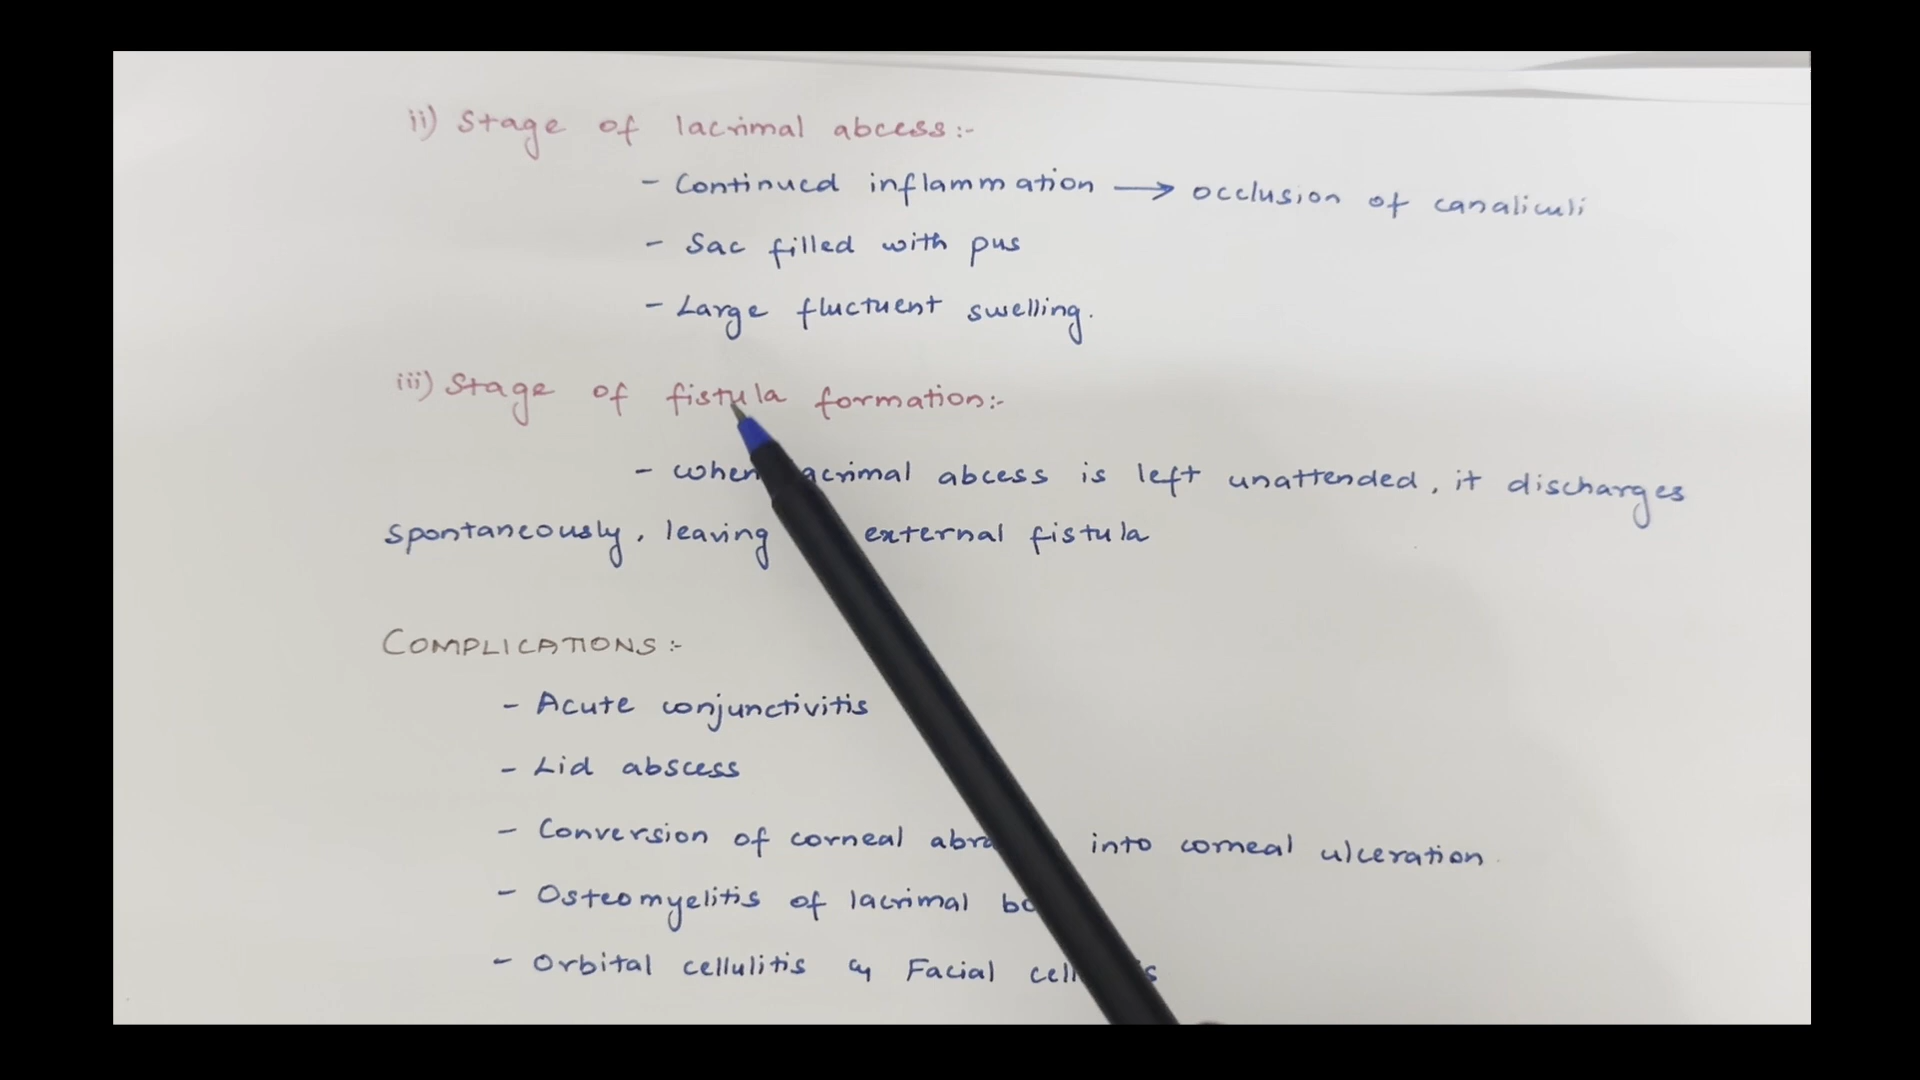 ii) Stage of lacrimal abcess:-
- Continued inflammation → occlusion of canaliculi
- Sac filled with pus
- Large fluctuent swelling.
iii) Stage of fistula formation:-
- when lacrimal abcess is left unattended, it discharges
spontaneously, leaving external fistula
COMPLICATIONS:-
- Acute conjunctivitis
- Lid abscess
- Conversion of corneal into corneal ulceration
- Osteomyelitis of lacrimal
- Orbital cellulitis & Facial